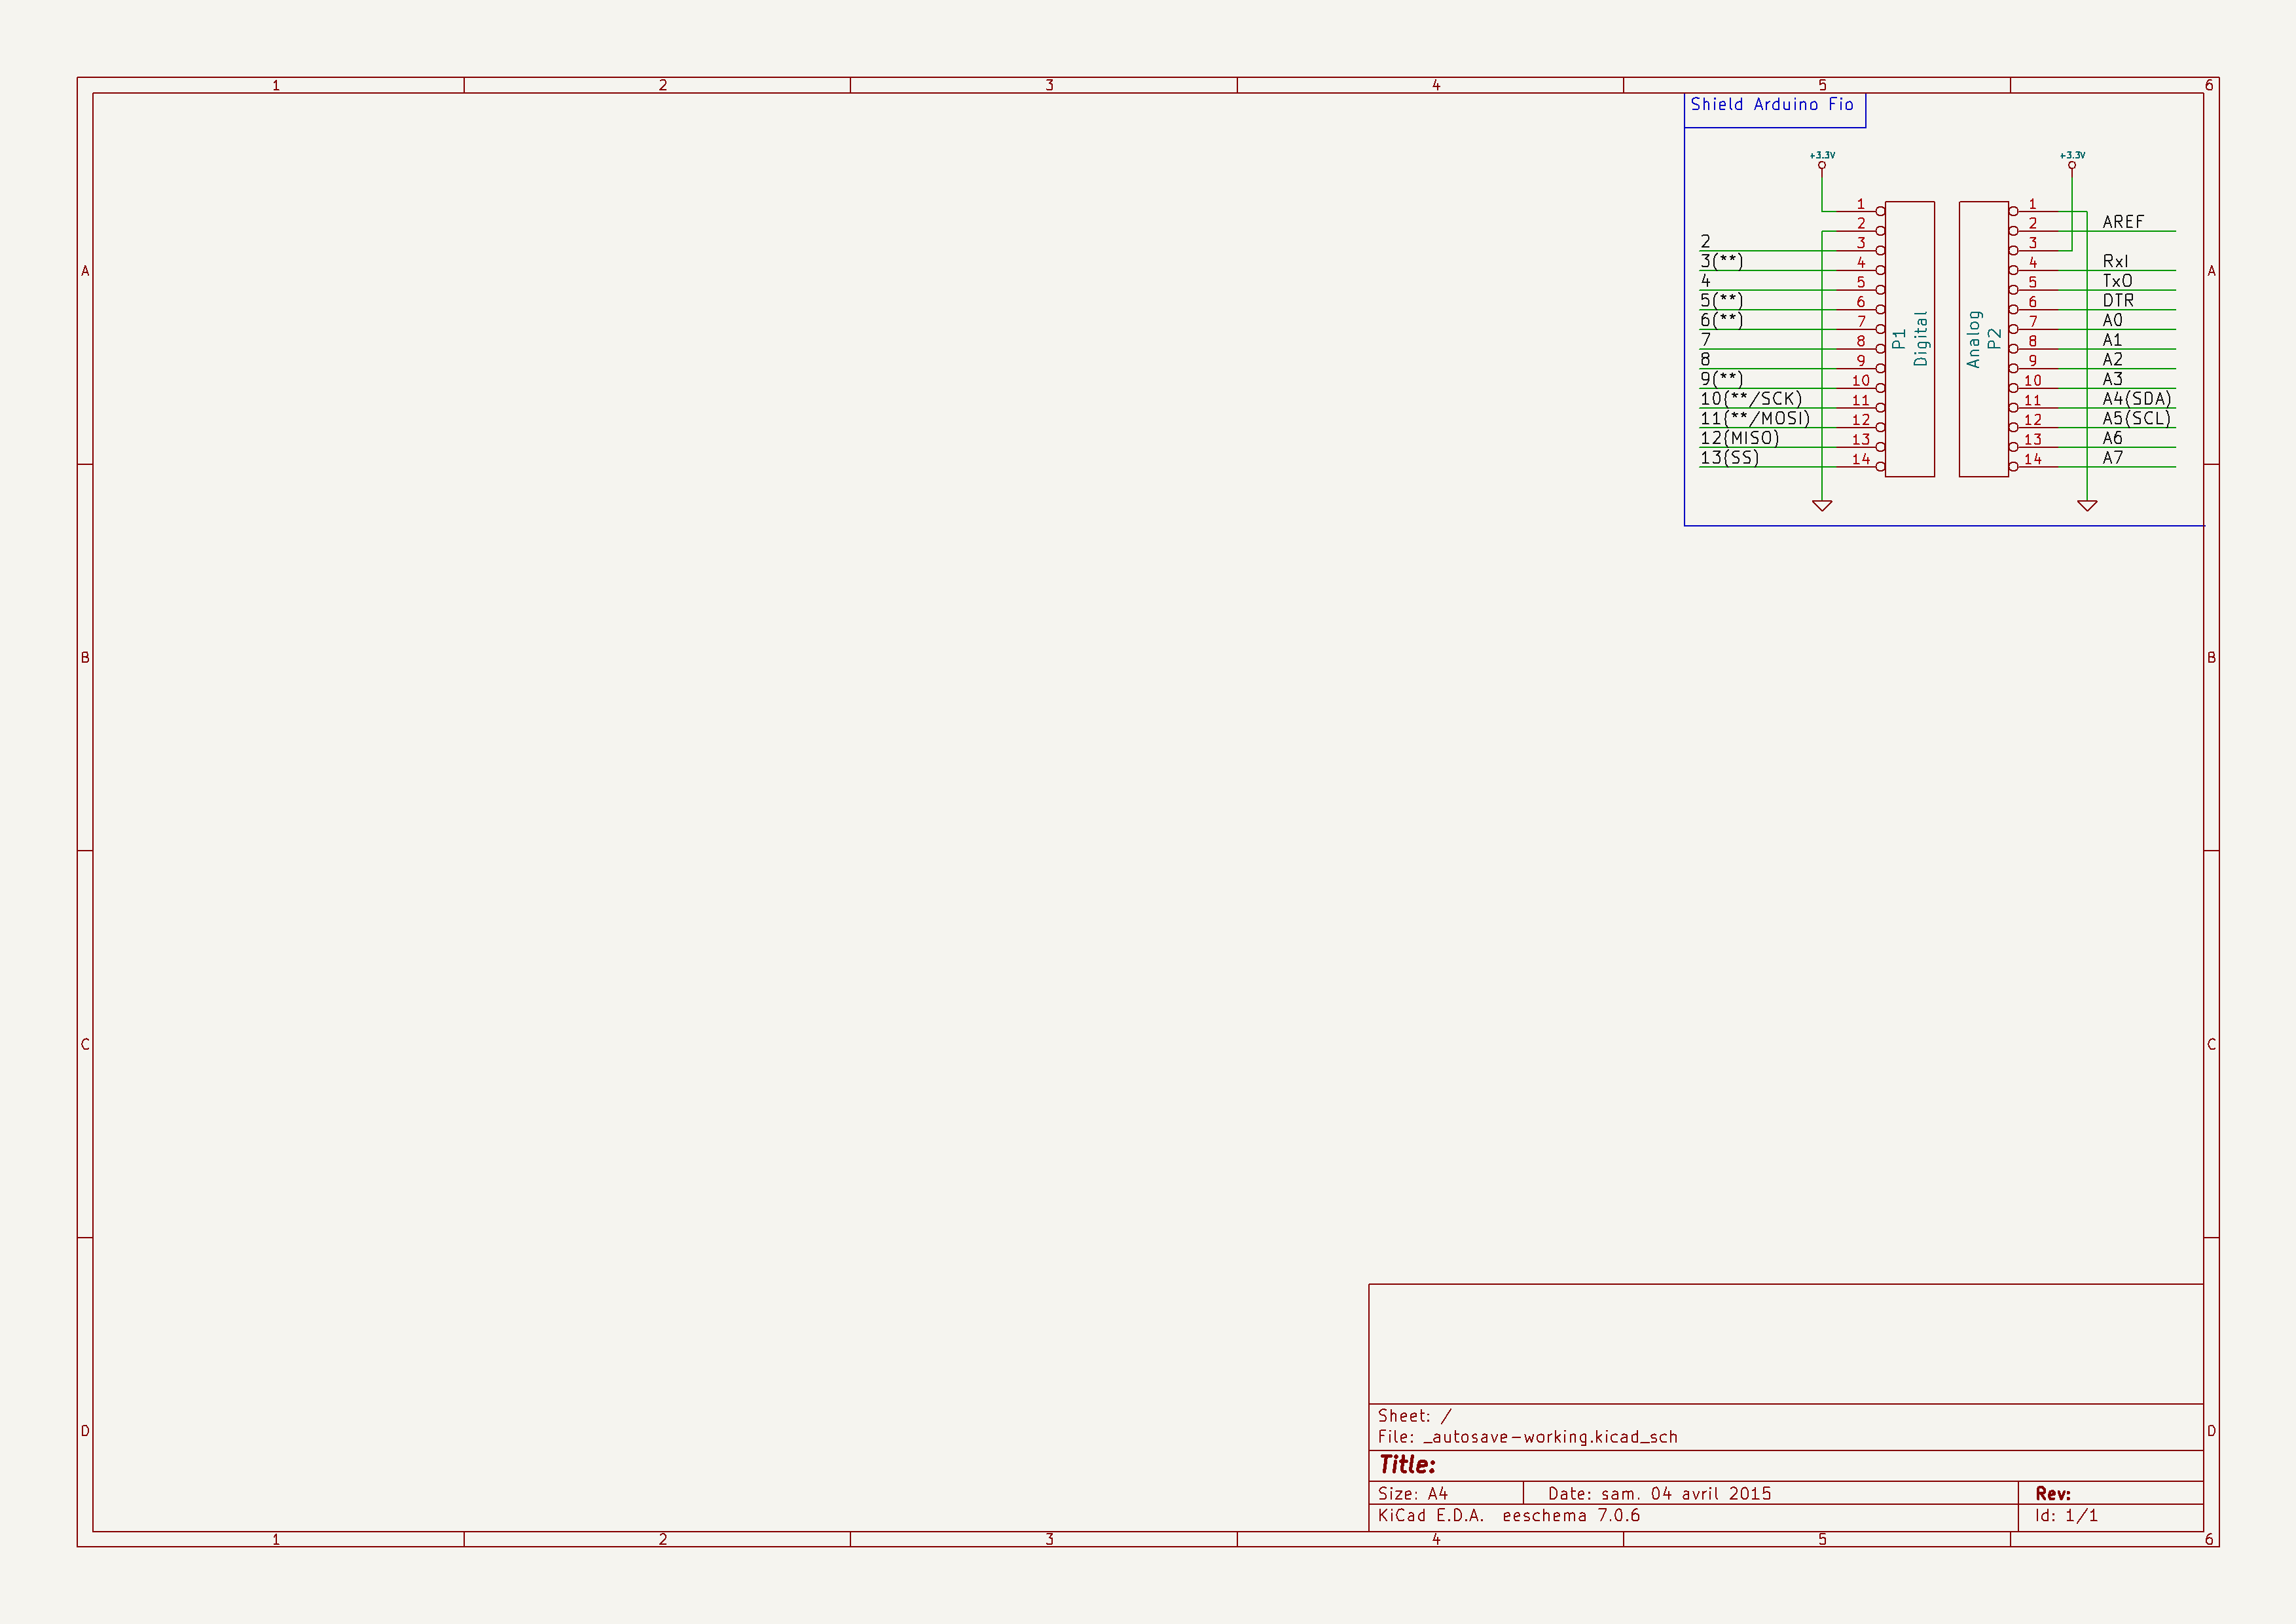 1 2 3 4 5 6
Shield Arduino Fio
+3.3V +3.3V
1 1
2 AREF 2
2 3 3
A 3(**) 4 4 RxI A
4 5 5 TxO
5(**) 6 6 DTR
6(**) 7 7 A0
7 8 8 A1
8 9 9 A2
9(**) 10 10 A3
10(**/SCK) 11 11 A4(SDA)
11(**/MOSI) 12 12 A5(SCL)
12(MISO) 13 13 A6
13(SS) 14 14 A7
P1
Digital
Analog
P2
B B
C C
D D
Sheet: /
File: _autosave-working.kicad_sch
Title:
Size: A4 Date: sam. 04 avril 2015 Rev:
KiCad E.D.A. eeschema 7.0.6 Id: 1/1
1 2 3 4 5 6